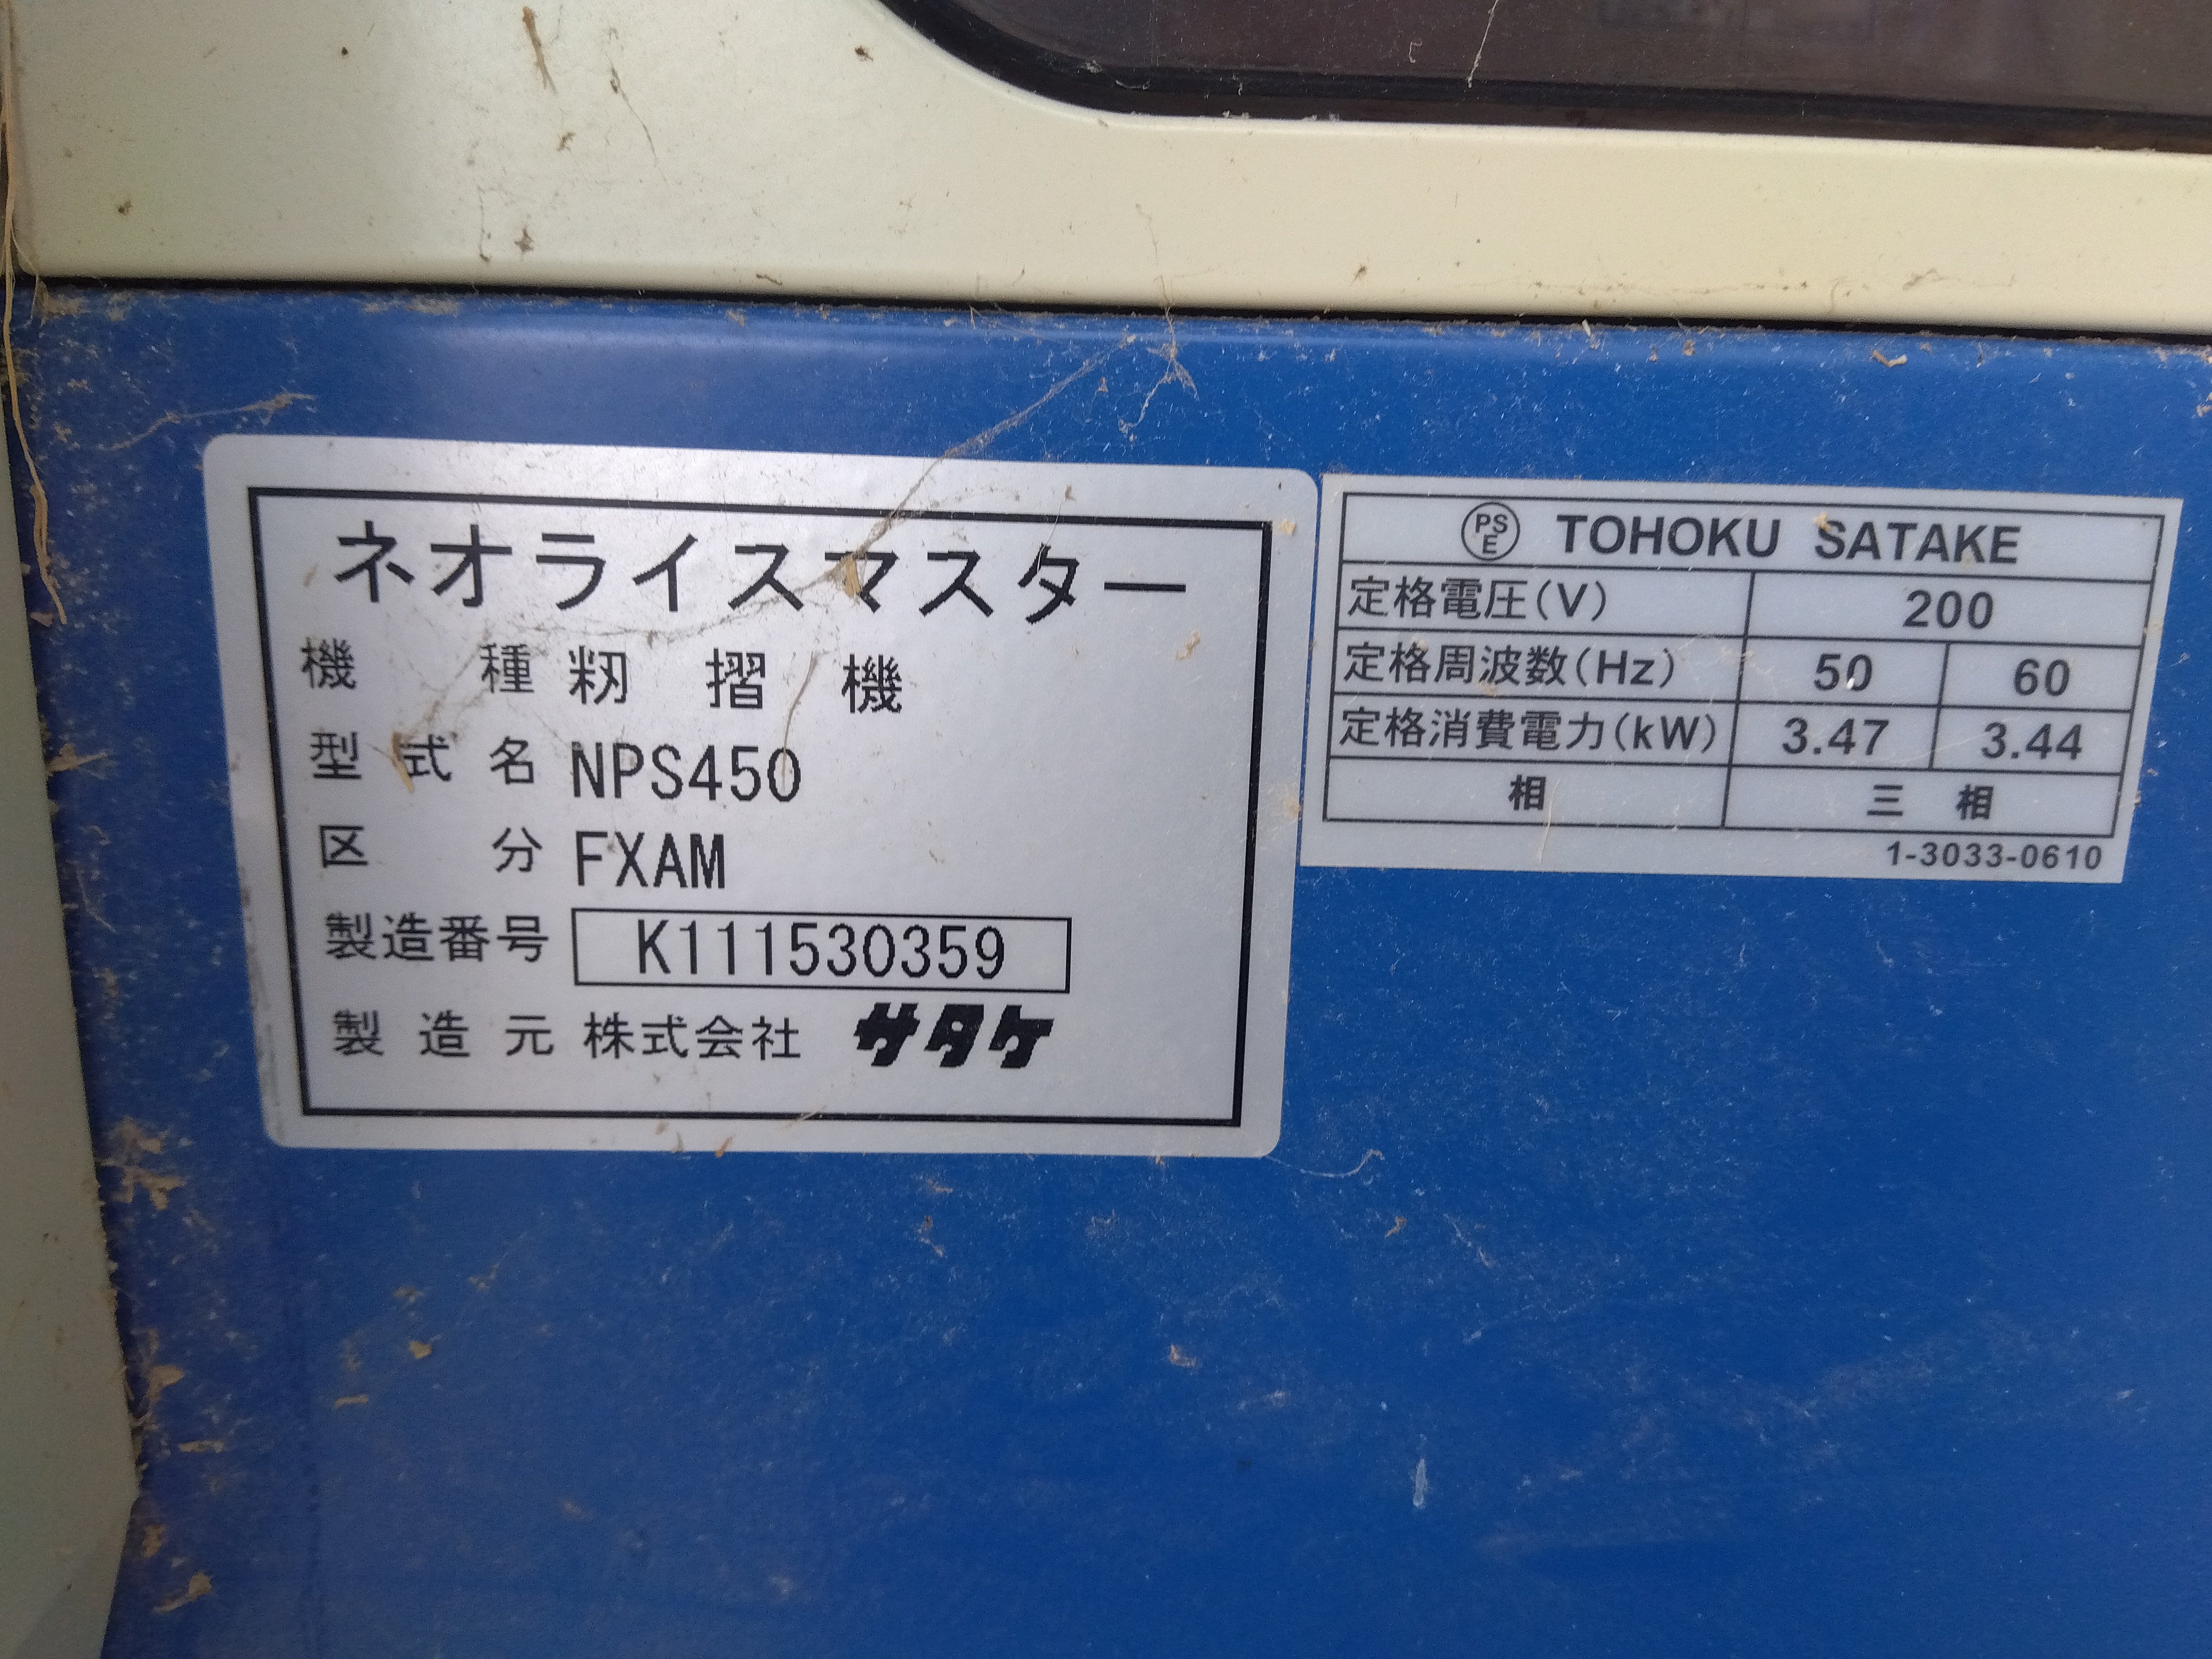 ネオライスマスター
機種 籾摺機
型式名 NPS450
区分 FXAM
製造番号 K111530359
製造元 株式会社 サタケ
PSE TOHOKU SATAKE
定格電圧(V) 200
定格周波数(Hz) 50 60
定格消費電力(kW) 3.47 3.44
相 三相
1-3033-0610